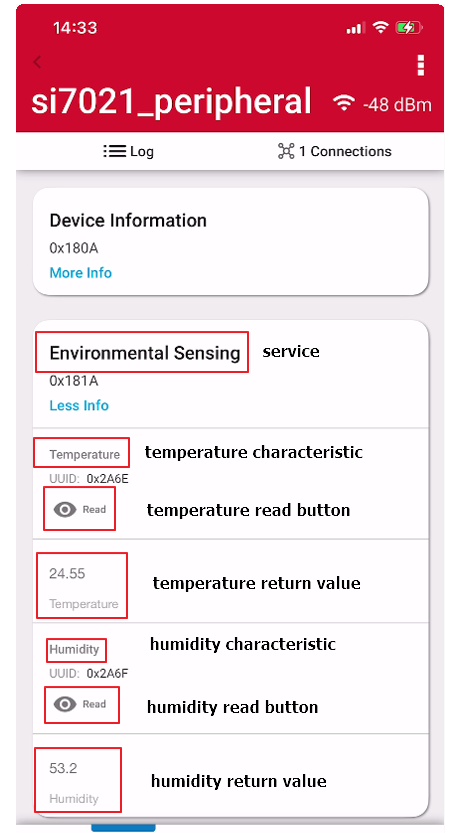 14:33
si7021_peripheral -48 dBm
Log 1 Connections
Device Information
0x180A
More Info
Environmental Sensing service
0x181A
Less Info
Temperature temperature characteristic
UUID: 0x2A6E
Read temperature read button
24.55
temperature return value
Temperature
Humidity humidity characteristic
UUID: 0x2A6F
Read humidity read button
53.2
humidity return value
Humidity